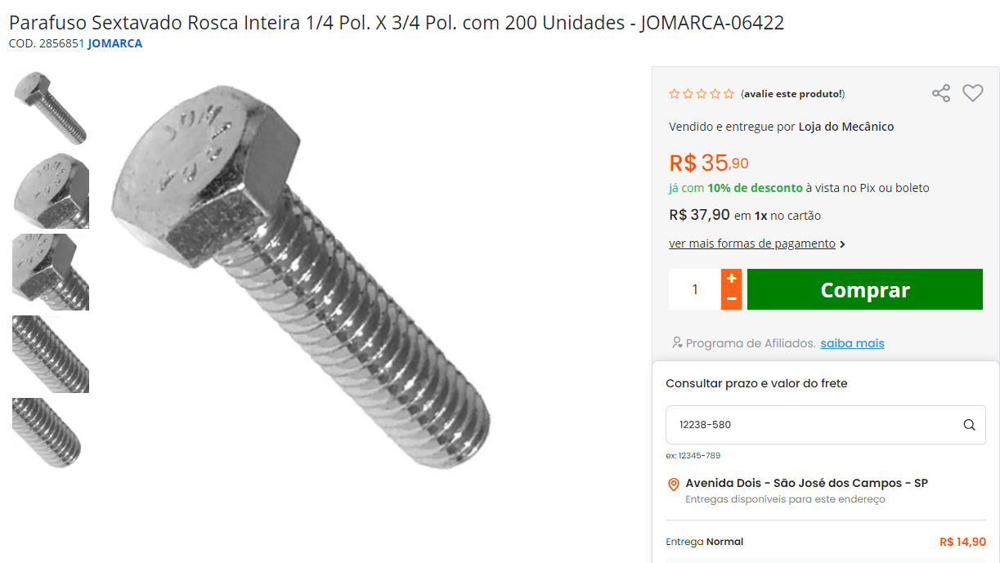 Parafuso Sextavado Rosca Inteira 1/4 Pol. X 3/4 Pol. com 200 Unidades - JOMARCA-06422
COD. 2856851 JOMARCA
(avalie este produto!)
Vendido e entregue por Loja do Mecânico
R$ 35,90
já com 10% de desconto à vista no Pix ou boleto
R$ 37,90 em 1x no cartão
ver mais formas de pagamento
1
+
−
Comprar
Programa de Afiliados. saiba mais
Consultar prazo e valor do frete
12238-580
ex: 12345-789
Avenida Dois - São José dos Campos - SP
Entregas disponíveis para este endereço
Entrega Normal R$ 14,90